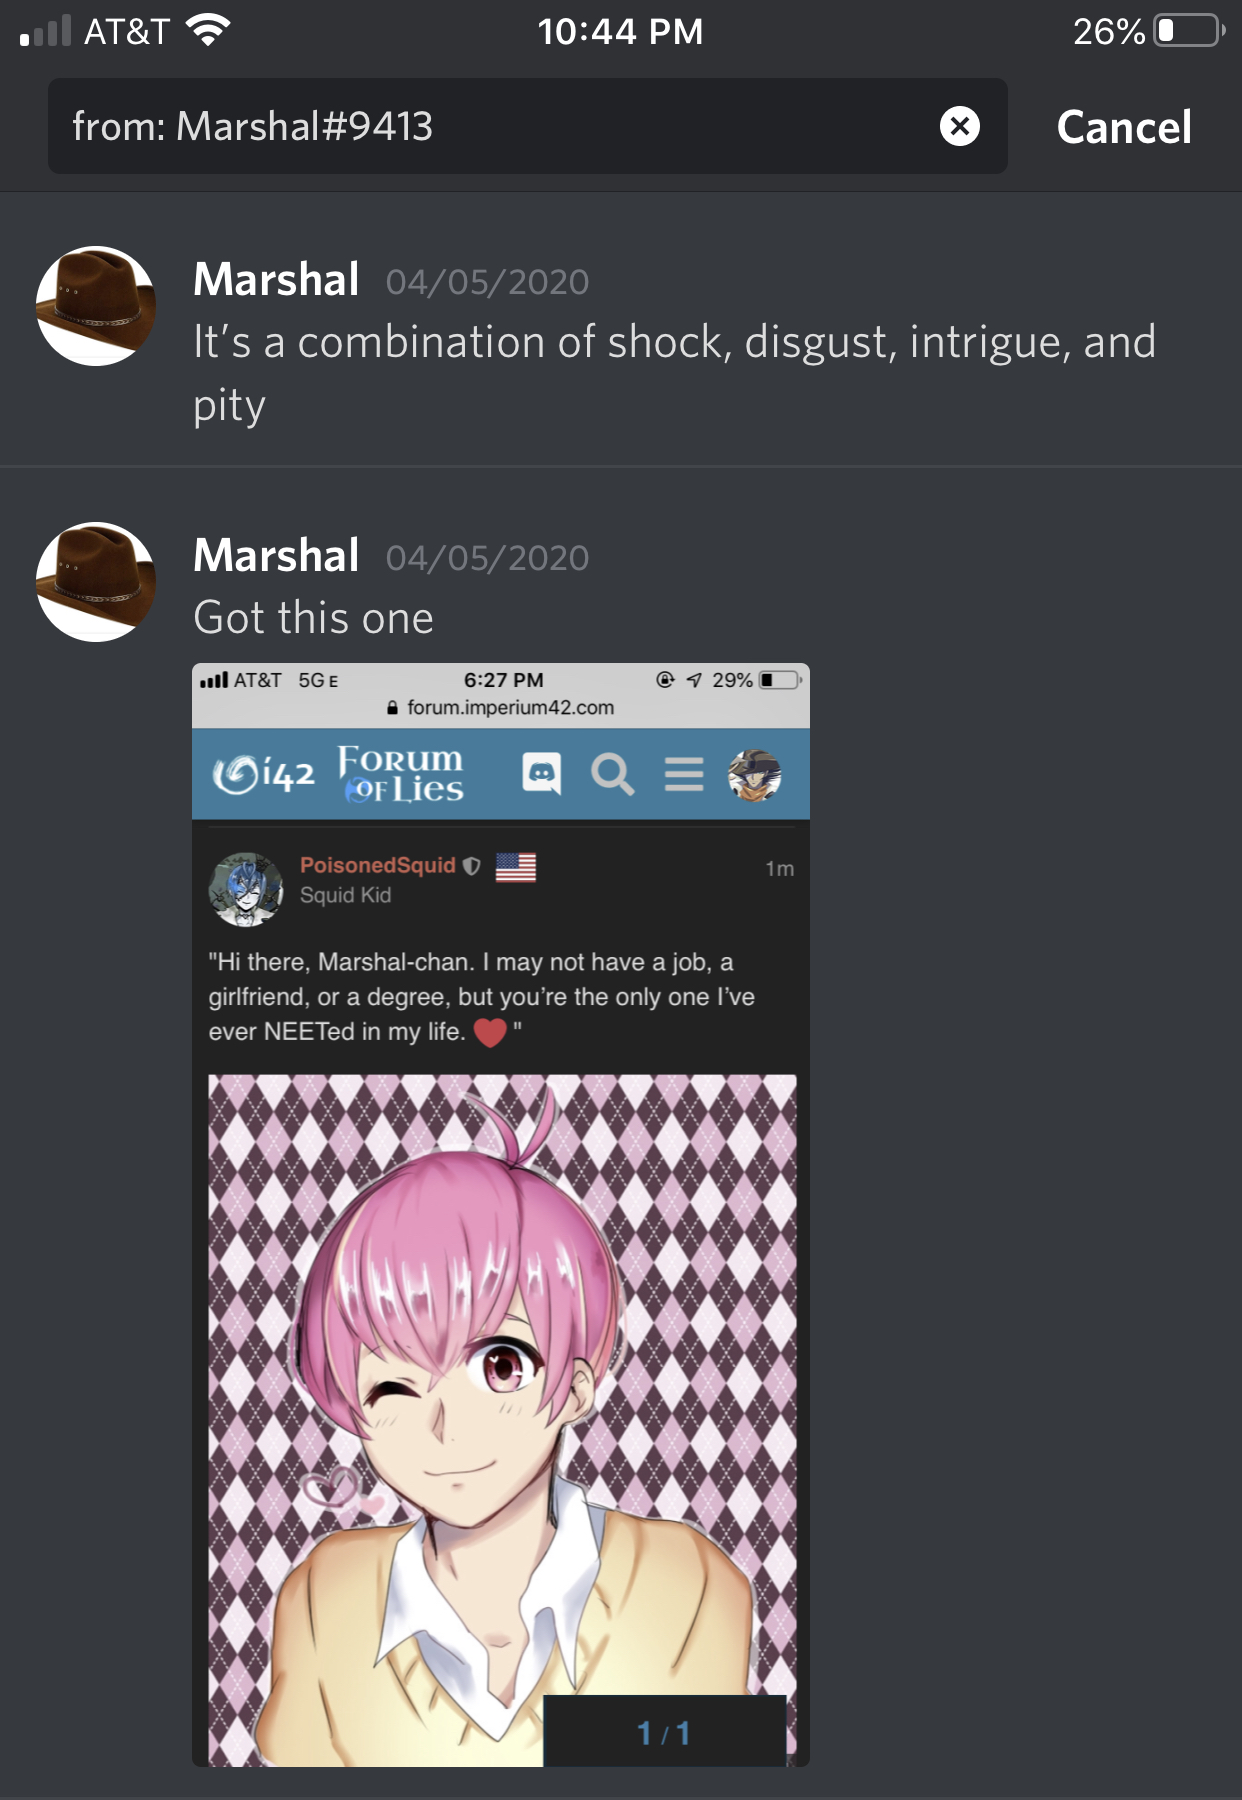 AT&T 10:44 PM 26%
from: Marshal#9413 Cancel
Marshal 04/05/2020
It's a combination of shock, disgust, intrigue, and
pity
Marshal 04/05/2020
Got this one
AT&T 5G E 6:27 PM 29%
forum.imperium42.com
i42 FORUM
OF LIES
PoisonedSquid 1m
Squid Kid
"Hi there, Marshal-chan. I may not have a job, a
girlfriend, or a degree, but you're the only one I've
ever NEETed in my life. ❤️ "
1 / 1